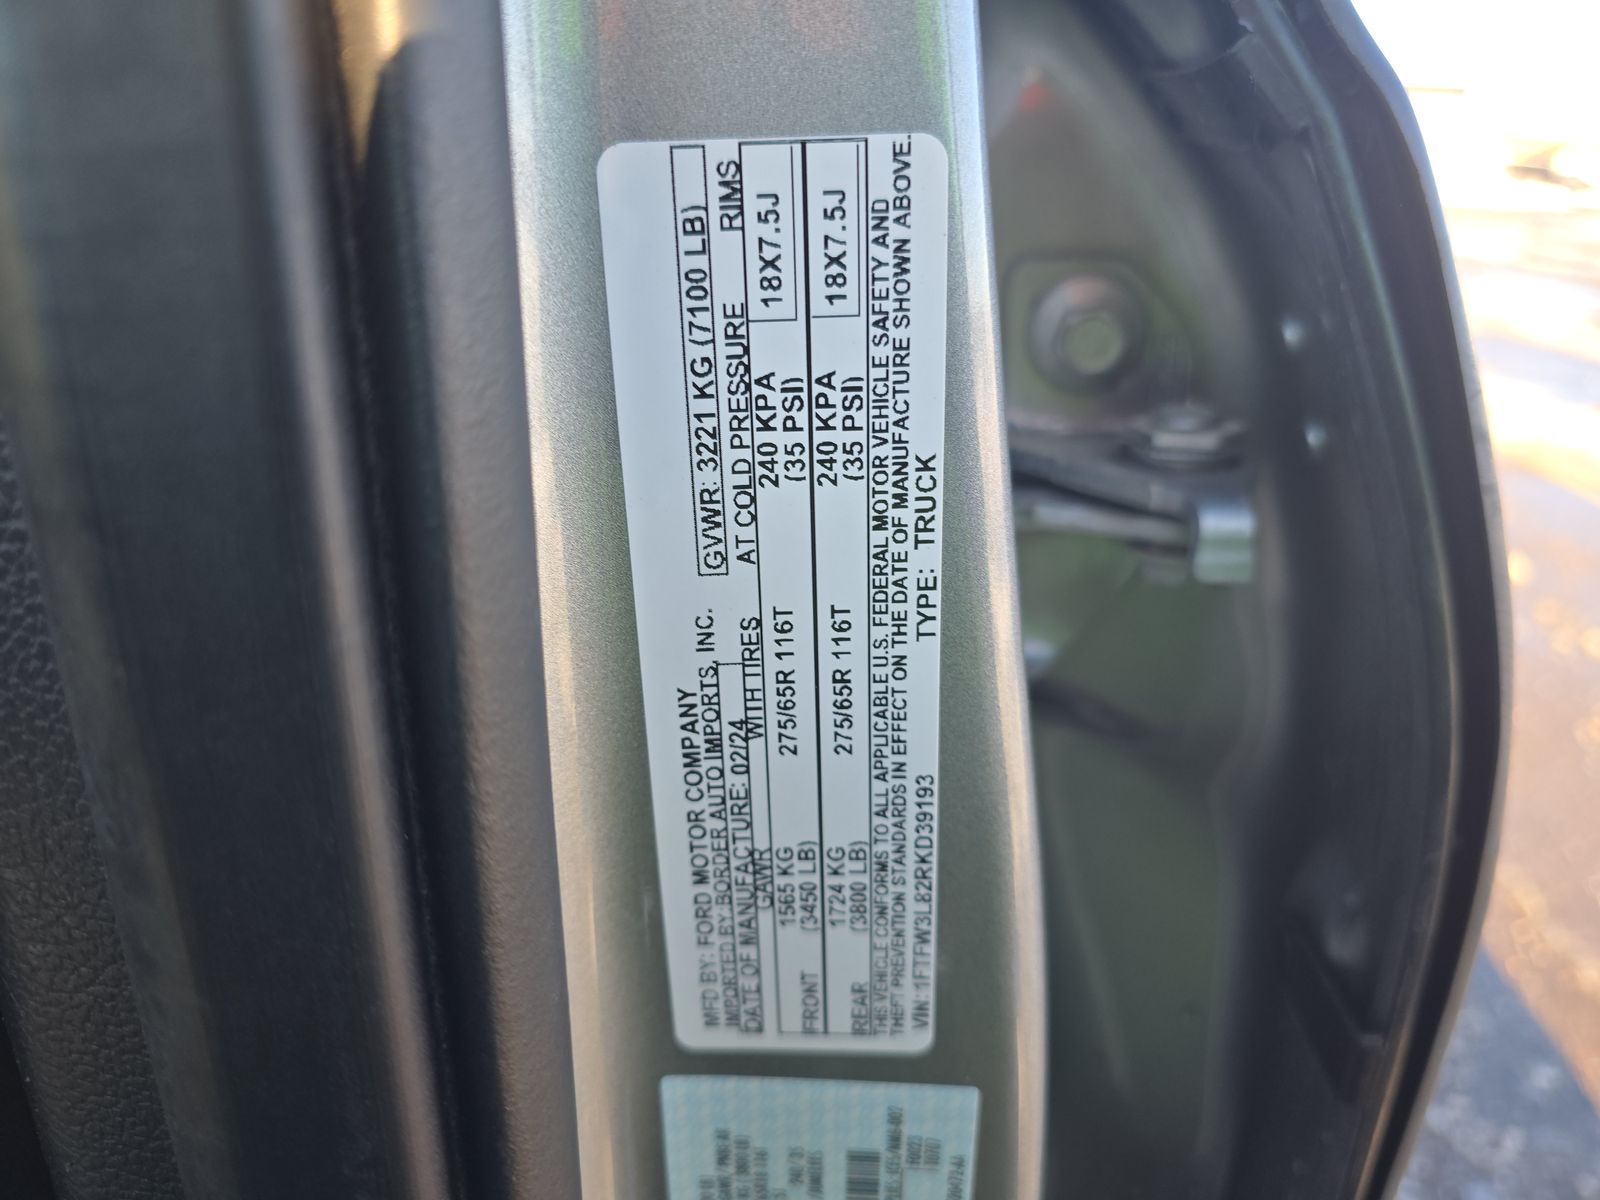 MFD BY: FORD MOTOR COMPANY
IMPORTED BY BORDER AUTO IMPORTS, INC.
DATE OF MANUFACTURE: 02/24 GVWR: 3221 KG (7100 LB)
GAWR WITH TIRES AT COLD PRESSURE RIMS
1565 KG 275/65R 116T 240 KPA 18X7.5J
FRONT (3450 LB) (35 PSI)
1724 KG 275/65R 116T 240 KPA 18X7.5J
REAR (3800 LB) (35 PSI)
THIS VEHICLE CONFORMS TO ALL APPLICABLE U.S. FEDERAL MOTOR VEHICLE SAFETY AND
THEFT PREVENTION STANDARDS IN EFFECT ON THE DATE OF MANUFACTURE SHOWN ABOVE.
VIN: 1FTFW3L82RKD39193 TYPE: TRUCK